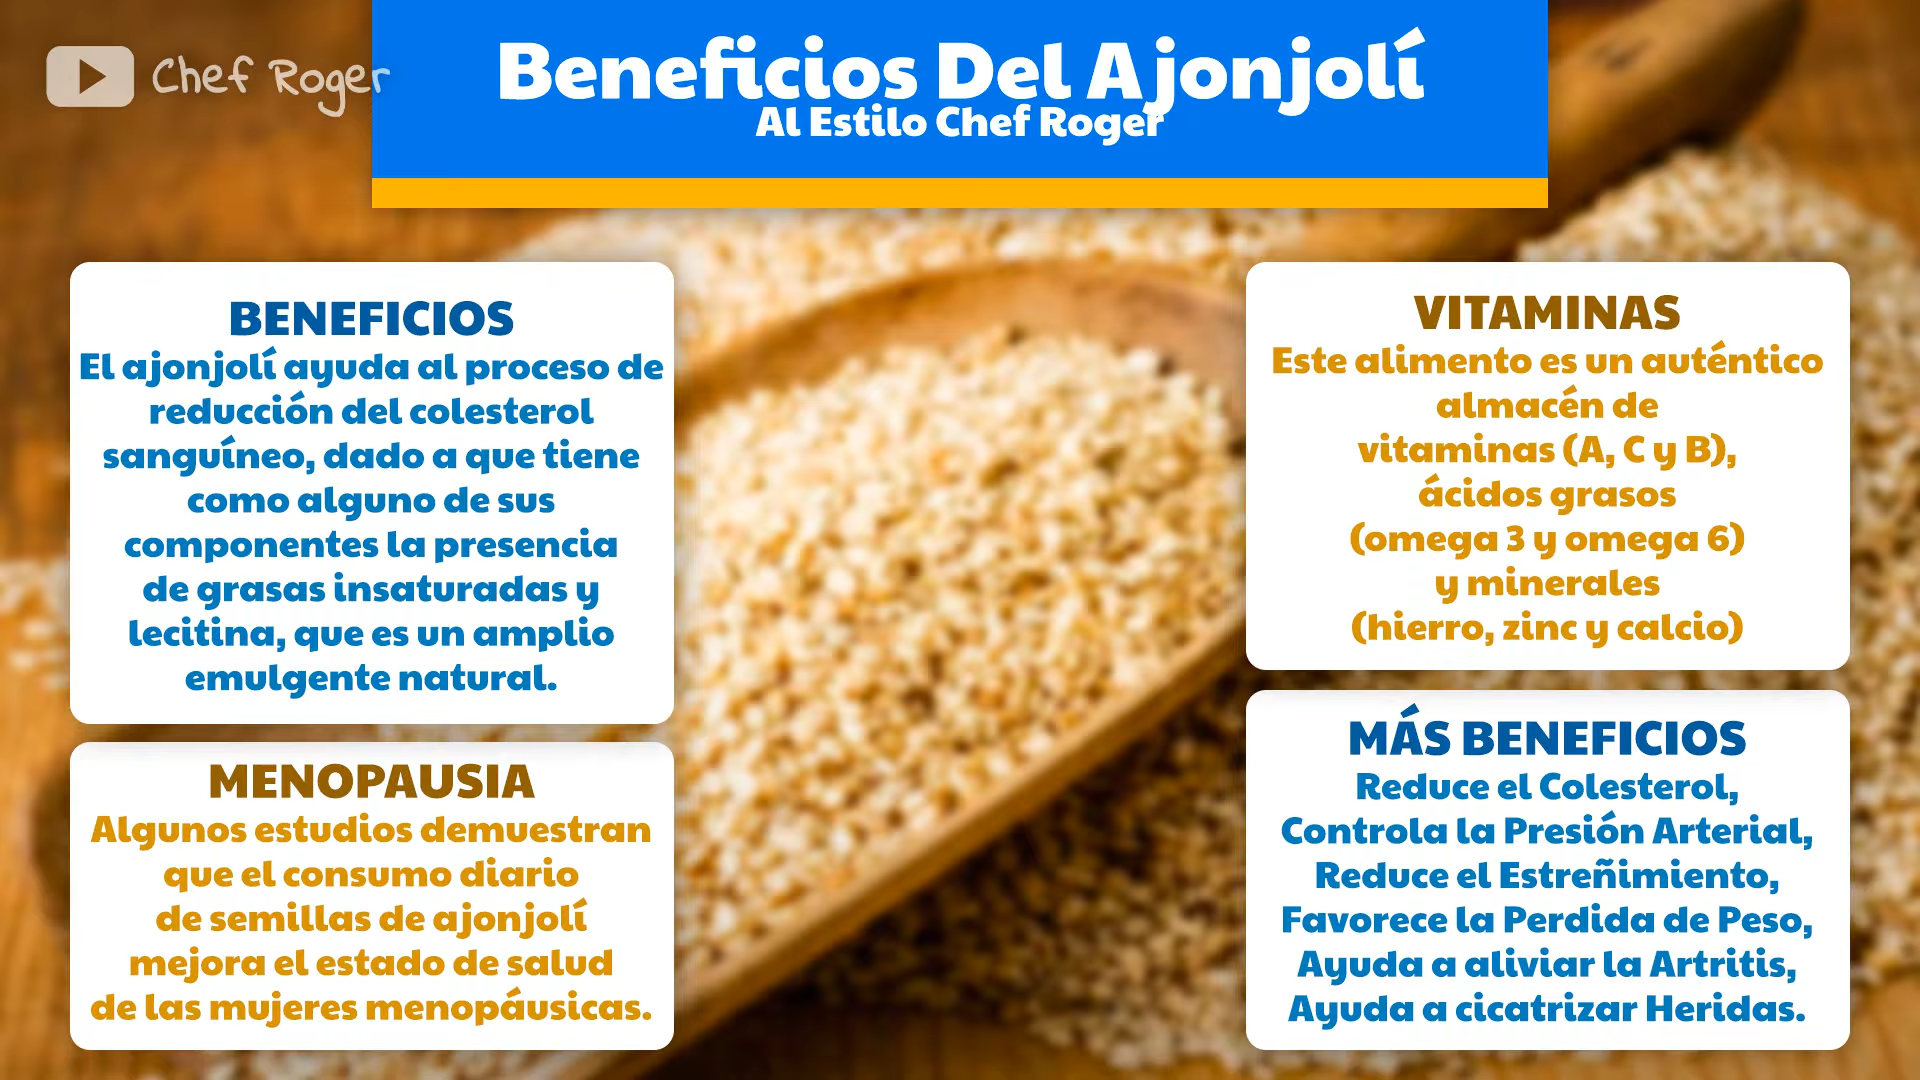 Chef Roger
Beneficios Del Ajonjolí
Al Estilo Chef Roger
BENEFICIOS
El ajonjolí ayuda al proceso de
reducción del colesterol
sanguíneo, dado a que tiene
como alguno de sus
componentes la presencia
de grasas insaturadas y
lecitina, que es un amplio
emulgente natural.
MENOPAUSIA
Algunos estudios demuestran
que el consumo diario
de semillas de ajonjolí
mejora el estado de salud
de las mujeres menopáusicas.
VITAMINAS
Este alimento es un auténtico
almacén de
vitaminas (A, C y B),
ácidos grasos
(omega 3 y omega 6)
y minerales
(hierro, zinc y calcio)
MÁS BENEFICIOS
Reduce el Colesterol,
Controla la Presión Arterial,
Reduce el Estreñimiento,
Favorece la Perdida de Peso,
Ayuda a aliviar la Artritis,
Ayuda a cicatrizar Heridas.